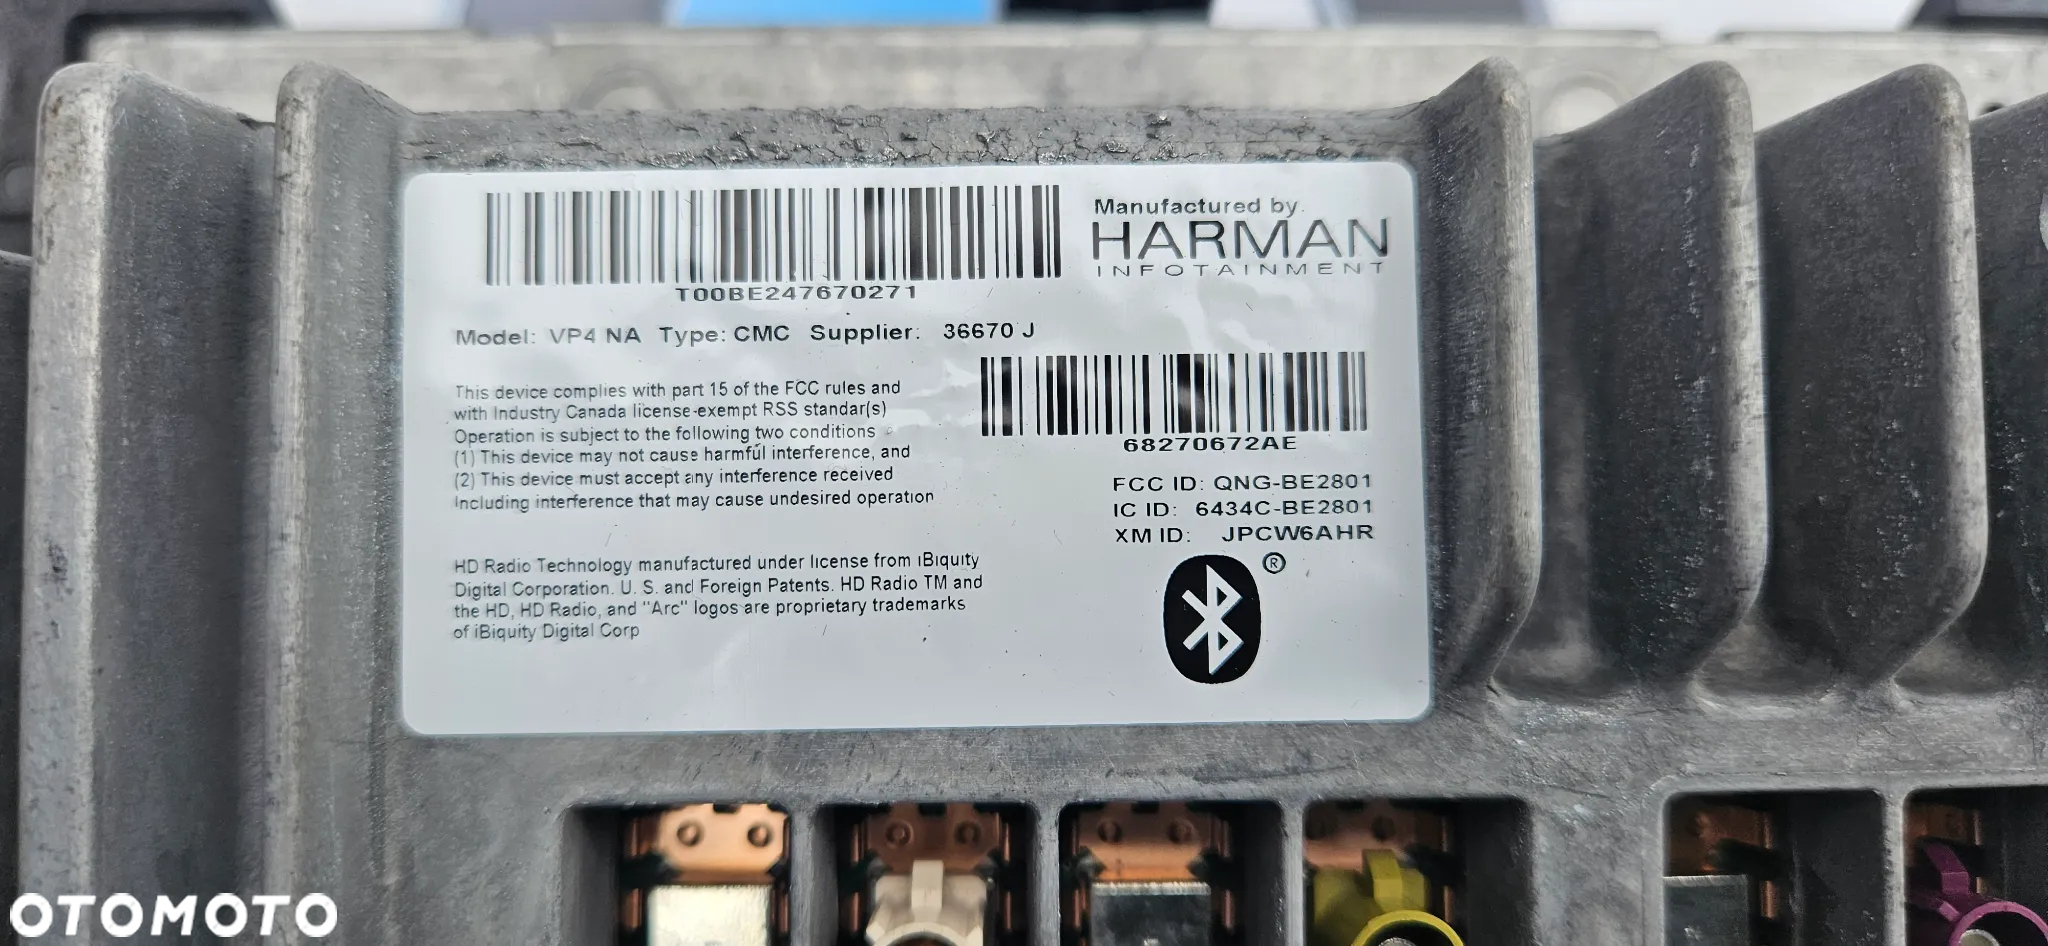 Manufactured by.
HARMAN
INFOTAINMENT
T00BE247670271
Model: VP4 NA Type: CMC Supplier: 36670 J
This device complies with part 15 of the FCC rules and
with Industry Canada license-exempt RSS standar(s)
Operation is subject to the following two conditions
(1) This device may not cause harmful interference, and
(2) This device must accept any interference received
Including interference that may cause undesired operation
68270672AE
FCC ID: QNG-BE2801
IC ID: 6434C-BE2801
XM ID: JPCW6AHR
®
HD Radio Technology manufactured under license from iBiquity
Digital Corporation. U. S. and Foreign Patents. HD Radio TM and
the HD, HD Radio, and "Arc" logos are proprietary trademarks
of iBiquity Digital Corp
OTOMOTO